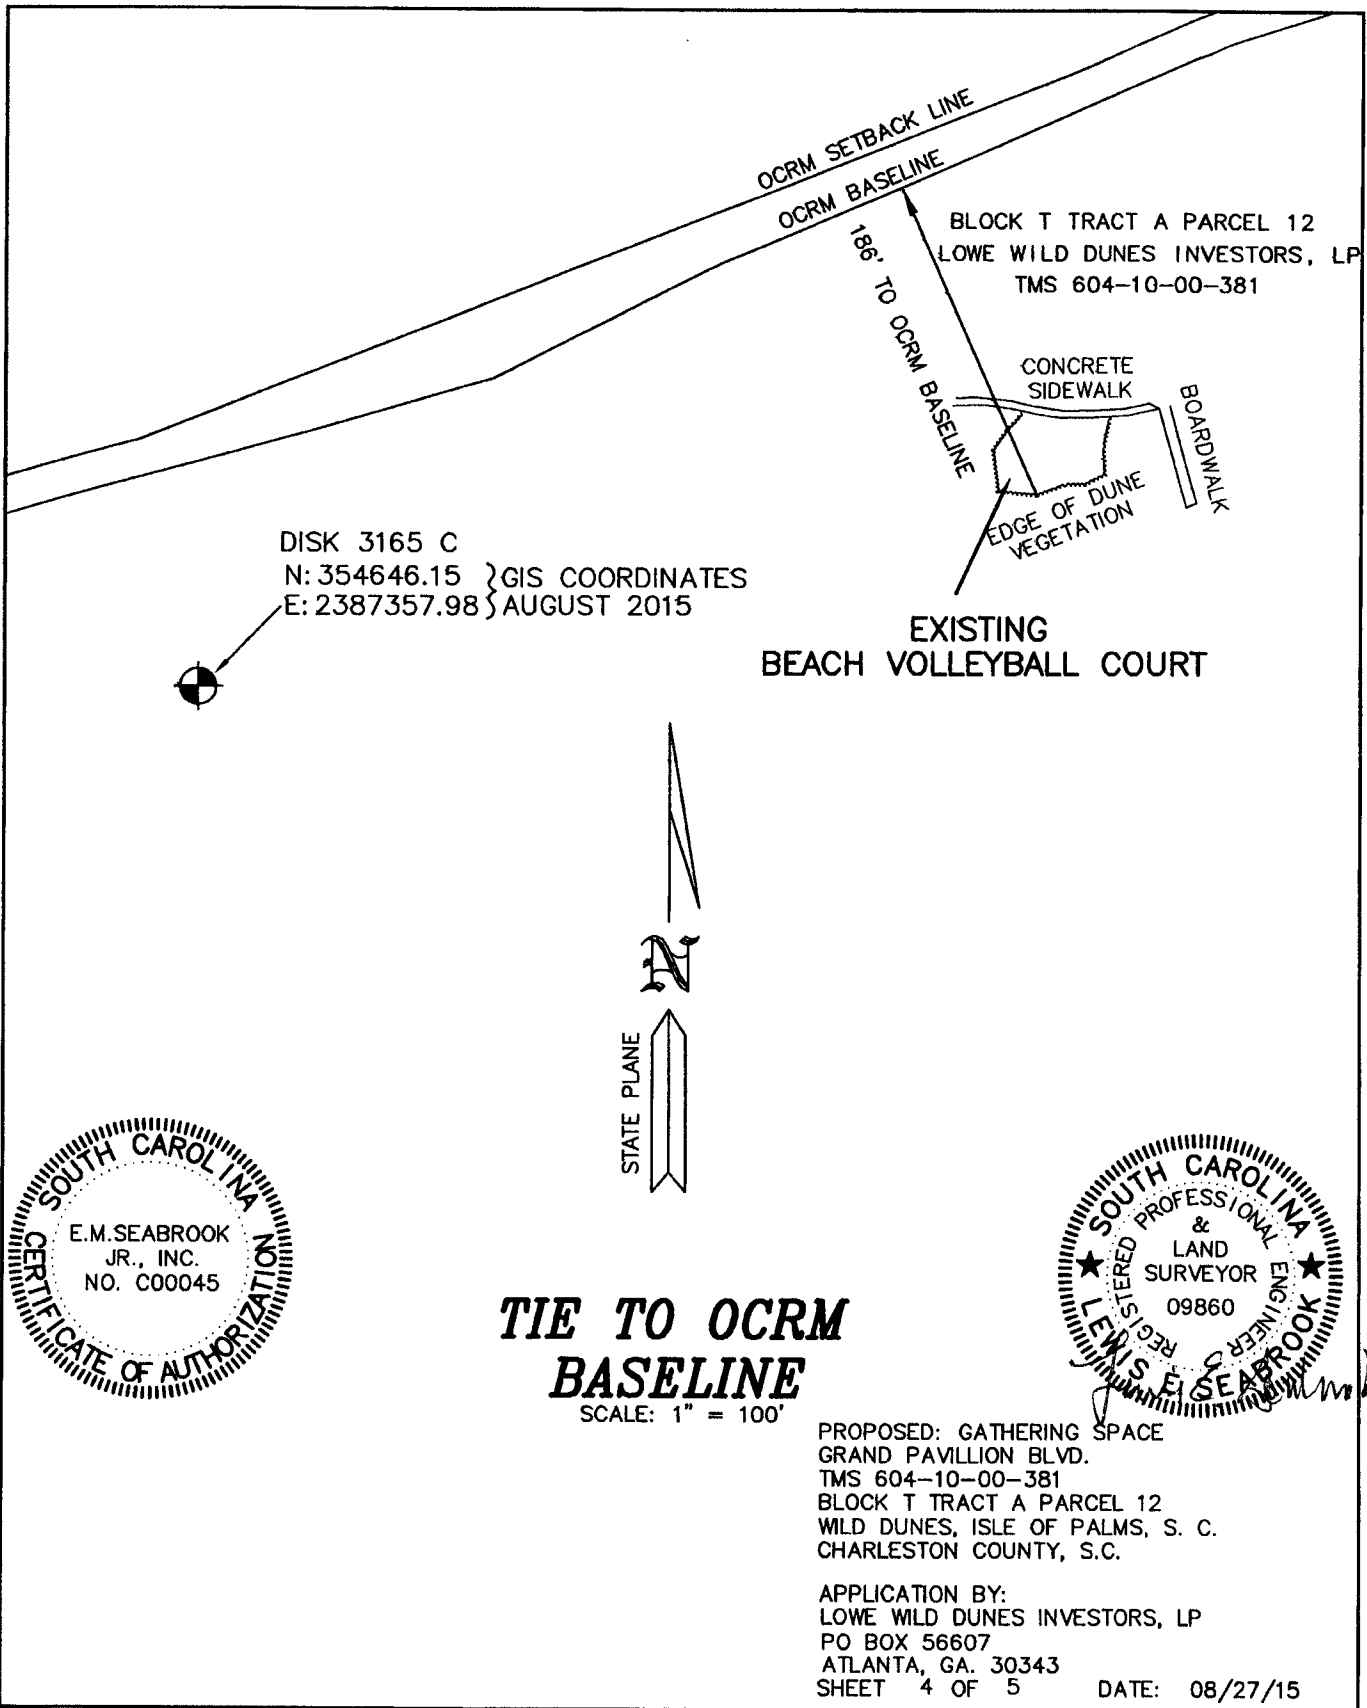 OCRM SETBACK LINE
OCRM BASELINE
186' TO OCRM BASELINE
BLOCK T TRACT A PARCEL 12
LOWE WILD DUNES INVESTORS, LP
TMS 604-10-00-381
CONCRETE
SIDEWALK
BOARDWALK
EDGE OF DUNE
VEGETATION
DISK 3165 C
N: 354646.15 } GIS COORDINATES
E: 2387357.98 } AUGUST 2015
EXISTING
BEACH VOLLEYBALL COURT
N
STATE PLANE
SOUTH CAROLINA
CERTIFICATE OF AUTHORIZATION
E.M.SEABROOK
JR., INC.
NO. C00045
SOUTH CAROLINA
REGISTERED PROFESSIONAL ENGINEER
&
LAND
SURVEYOR
09860
★ LEWIS E. SEABROOK ★
TIE TO OCRM
BASELINE
SCALE: 1" = 100'
PROPOSED: GATHERING SPACE
GRAND PAVILLION BLVD.
TMS 604-10-00-381
BLOCK T TRACT A PARCEL 12
WILD DUNES, ISLE OF PALMS, S. C.
CHARLESTON COUNTY, S.C.
APPLICATION BY:
LOWE WILD DUNES INVESTORS, LP
PO BOX 56607
ATLANTA, GA. 30343
SHEET 4 OF 5 DATE: 08/27/15